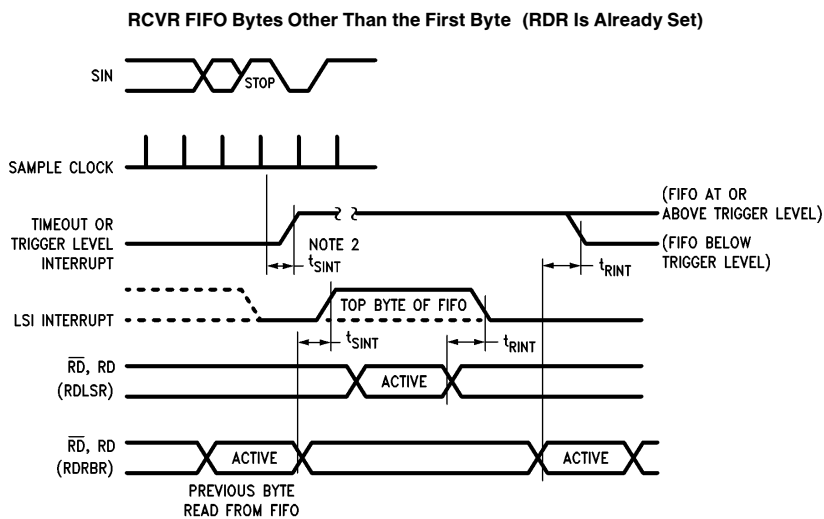 RCVR FIFO Bytes Other Than the First Byte (RDR Is Already Set)
SIN
STOP
SAMPLE CLOCK
TIMEOUT OR
TRIGGER LEVEL
INTERRUPT
NOTE 2
tSINT
(FIFO AT OR
ABOVE TRIGGER LEVEL)
(FIFO BELOW
TRIGGER LEVEL)
tRINT
LSI INTERRUPT
TOP BYTE OF FIFO
tSINT
tRINT
R̅D̅, RD
(RDLSR)
ACTIVE
R̅D̅, RD
(RDRBR)
ACTIVE
ACTIVE
PREVIOUS BYTE
READ FROM FIFO